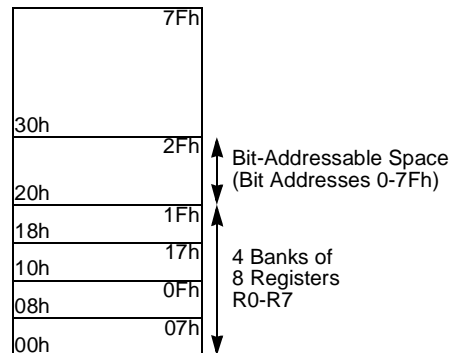 7Fh
30h
2Fh
Bit-Addressable Space
(Bit Addresses 0-7Fh)
20h
1Fh
18h
17h
4 Banks of
8 Registers
R0-R7
10h
0Fh
08h
07h
00h